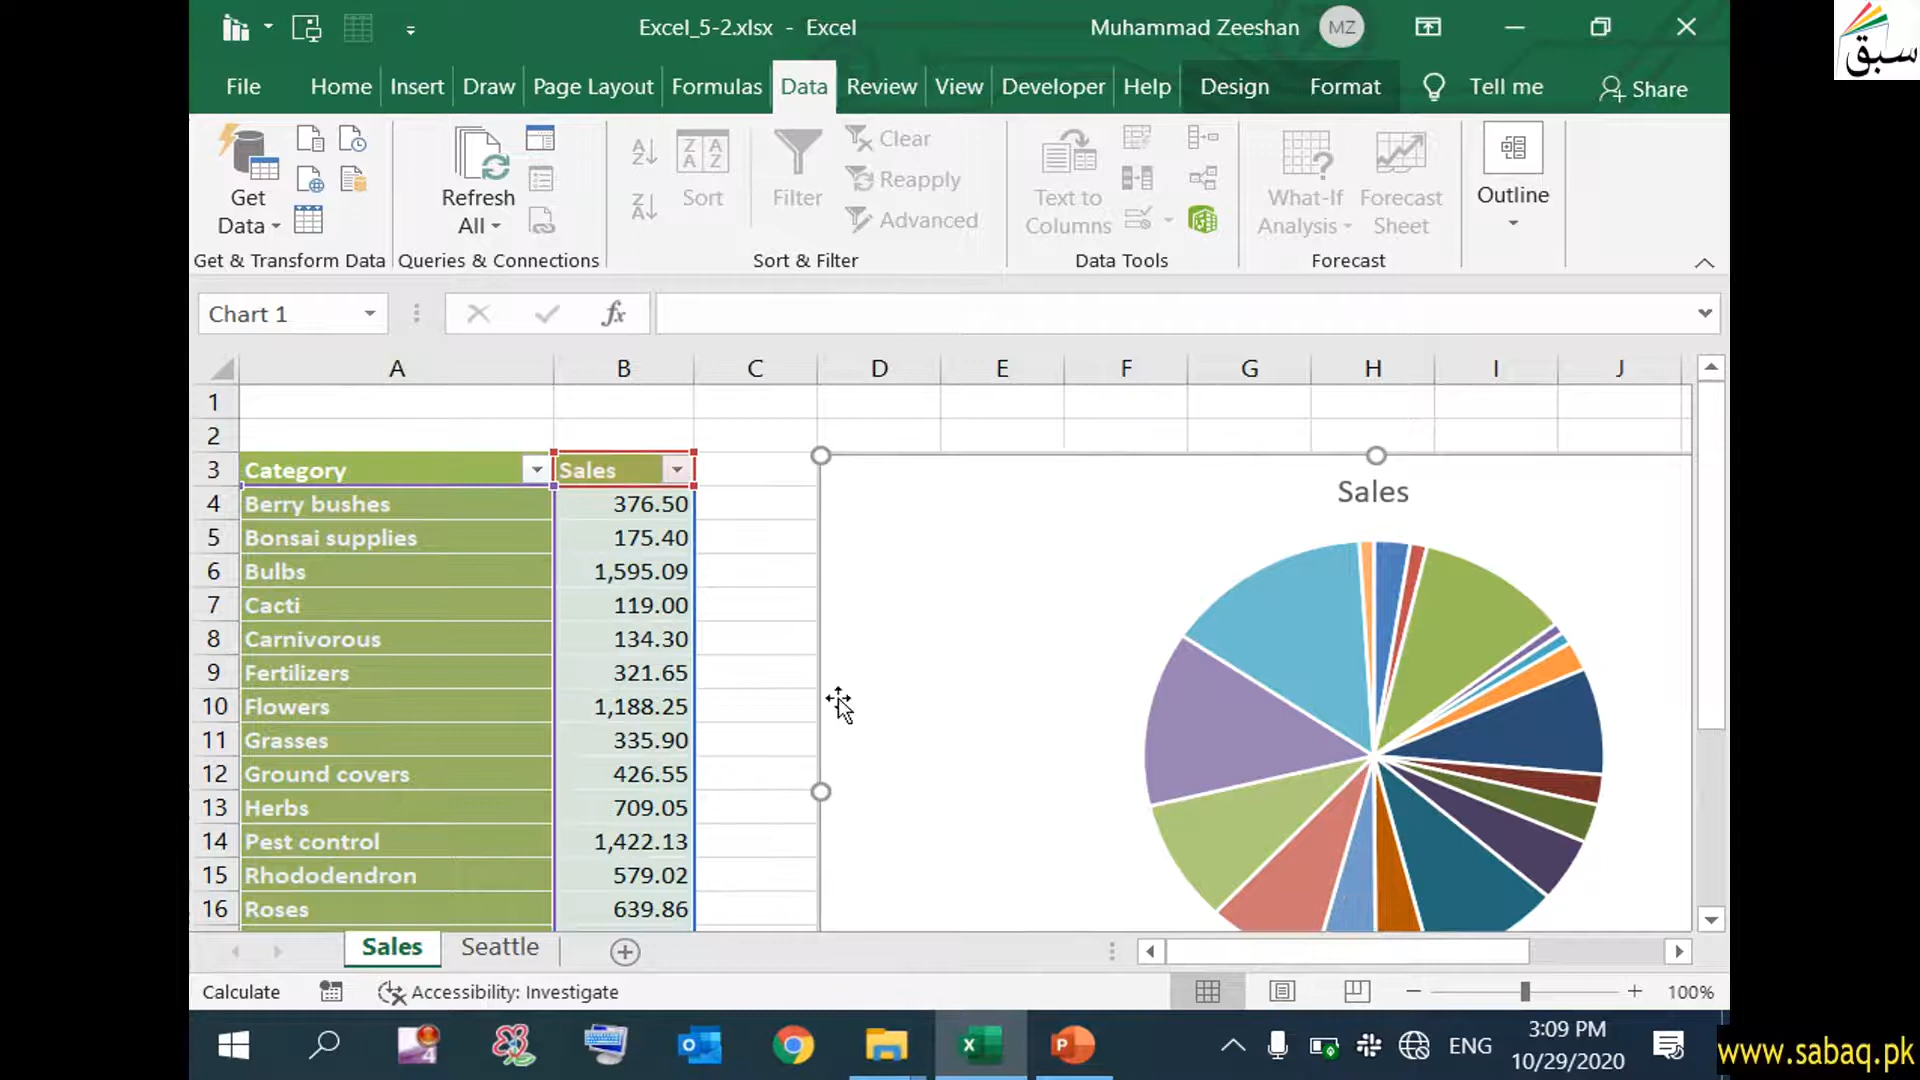 Excel_5-2.xlsx - Excel
Muhammad Zeeshan
MZ
سبق
File Home Insert Draw Page Layout Formulas Data Review View Developer Help Design Format Tell me Share
Get Data
Refresh All
Sort
Filter
Clear
Reapply
Advanced
Text to Columns
What-If Analysis
Forecast Sheet
Outline
Get & Transform Data
Queries & Connections
Sort & Filter
Data Tools
Forecast
Chart 1
fx
A B C D E F G H I J
1
2
3 Category Sales
4 Berry bushes 376.50
5 Bonsai supplies 175.40
6 Bulbs 1,595.09
7 Cacti 119.00
8 Carnivorous 134.30
9 Fertilizers 321.65
10 Flowers 1,188.25
11 Grasses 335.90
12 Ground covers 426.55
13 Herbs 709.05
14 Pest control 1,422.13
15 Rhododendron 579.02
16 Roses 639.86
Sales
Sales Seattle
Calculate
Accessibility: Investigate
100%
ENG
3:09 PM
10/29/2020
www.sabaq.pk